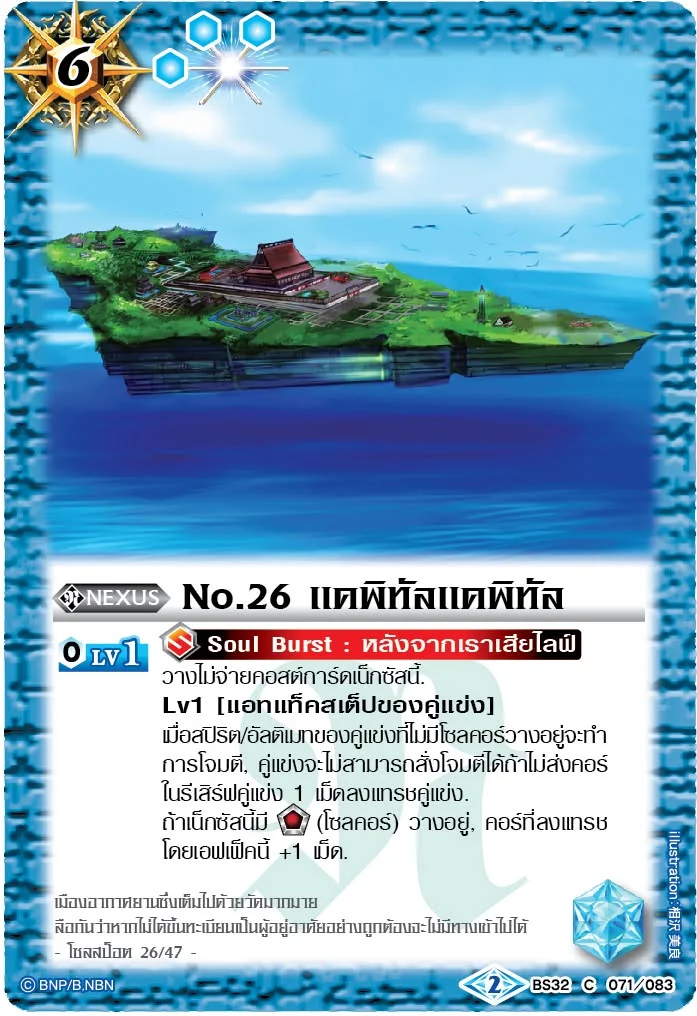 6
NEXUS No.26 แคพิทัลแคพิทัล
0 LV1
S Soul Burst : หลังจากเราเสียไลฟ์
วางไม่จ่ายคอสต์การ์ดเน็กซัสนี้.
Lv1 [แอทแท็คสเต็ปของคู่แข่ง]
เมื่อสปิริต/อัลติเมทของคู่แข่งที่ไม่มีโซลคอร์วางอยู่จะทำ
การโจมตี, คู่แข่งจะไม่สามารถสั่งโจมตีได้ถ้าไม่ส่งคอร์
ในรีเสิร์ฟคู่แข่ง 1 เม็ดลงแทรชคู่แข่ง.
ถ้าเน็กซัสนี้มี (โซลคอร์) วางอยู่, คอร์ที่ลงแทรช
โดยเอฟเฟ็คนี้ +1 เม็ด.
เมืองอากาศยานซึ่งเต็มไปด้วยวัดมากมาย
ลือกันว่าหากไม่ได้ขึ้นทะเบียนเป็นผู้อยู่อาศัยอย่างถูกต้องจะไม่มีทางเข้าไปได้
- โซลสป็อต 26/47 -
illustration : 相沢 美良
©BNP/B,NBN
2 BS32 C 071/083